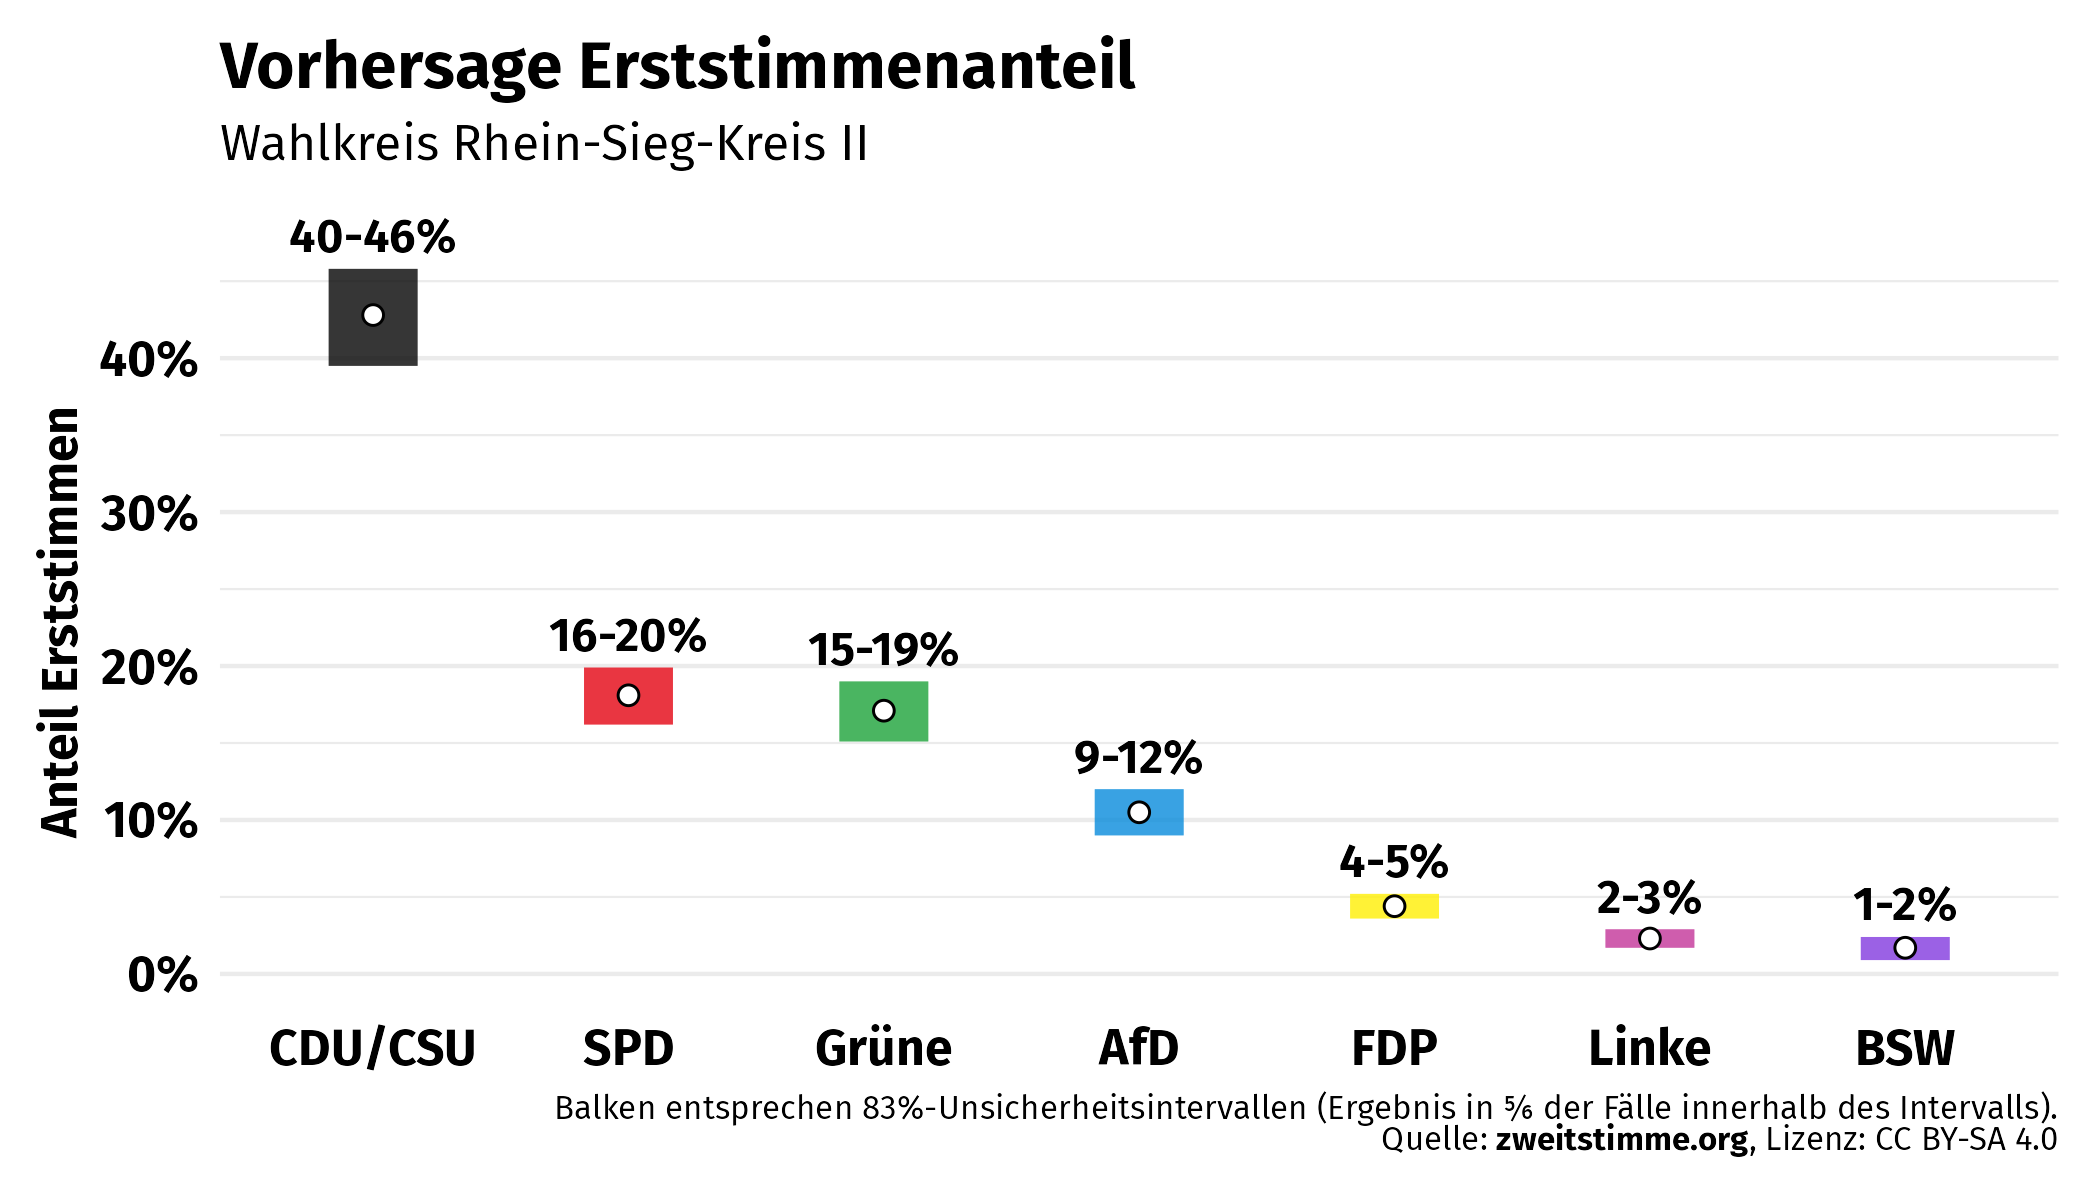 Vorhersage Erststimmenanteil
Wahlkreis Rhein-Sieg-Kreis II
40-46%
40%
30%
20%
10%
0%
Anteil Erststimmen
16-20%
15-19%
9-12%
4-5%
2-3%
1-2%
CDU/CSU SPD Grüne AfD FDP Linke BSW
Balken entsprechen 83%-Unsicherheitsintervallen (Ergebnis in ⅚ der Fälle innerhalb des Intervalls).
Quelle: zweitstimme.org, Lizenz: CC BY-SA 4.0